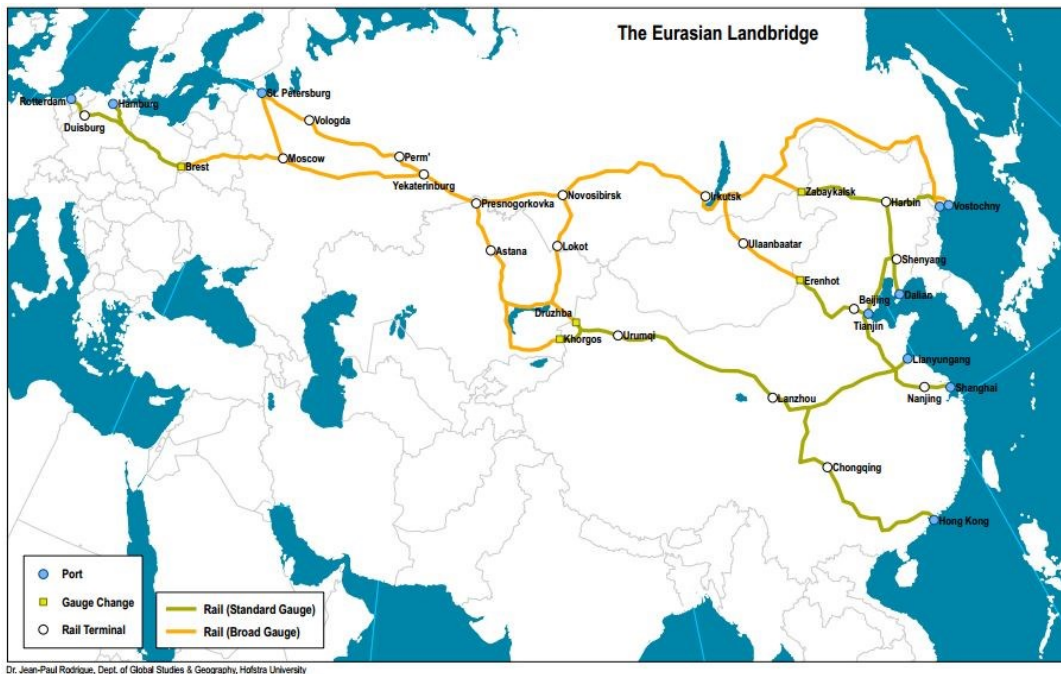 The Eurasian Landbridge
Rotterdam
Hamburg
St. Petersburg
Duisburg
Vologda
Perm'
Moscow
Brest
Yekaterinburg
Presnogorkovka
Novosibirsk
Irkutsk
Zabaykalsk
Harbin
Vostochny
Astana
Lokot
Ulaanbaatar
Shenyang
Erenhot
Beijing
Dalian
Tianjin
Druzhba
Khorgos
Urumqi
Lianyungang
Lanzhou
Nanjing
Shanghai
Chongqing
Hong Kong
Port
Gauge Change
Rail Terminal
Rail (Standard Gauge)
Rail (Broad Gauge)
Dr. Jean-Paul Rodrigue, Dept. of Global Studies & Geography, Hofstra University